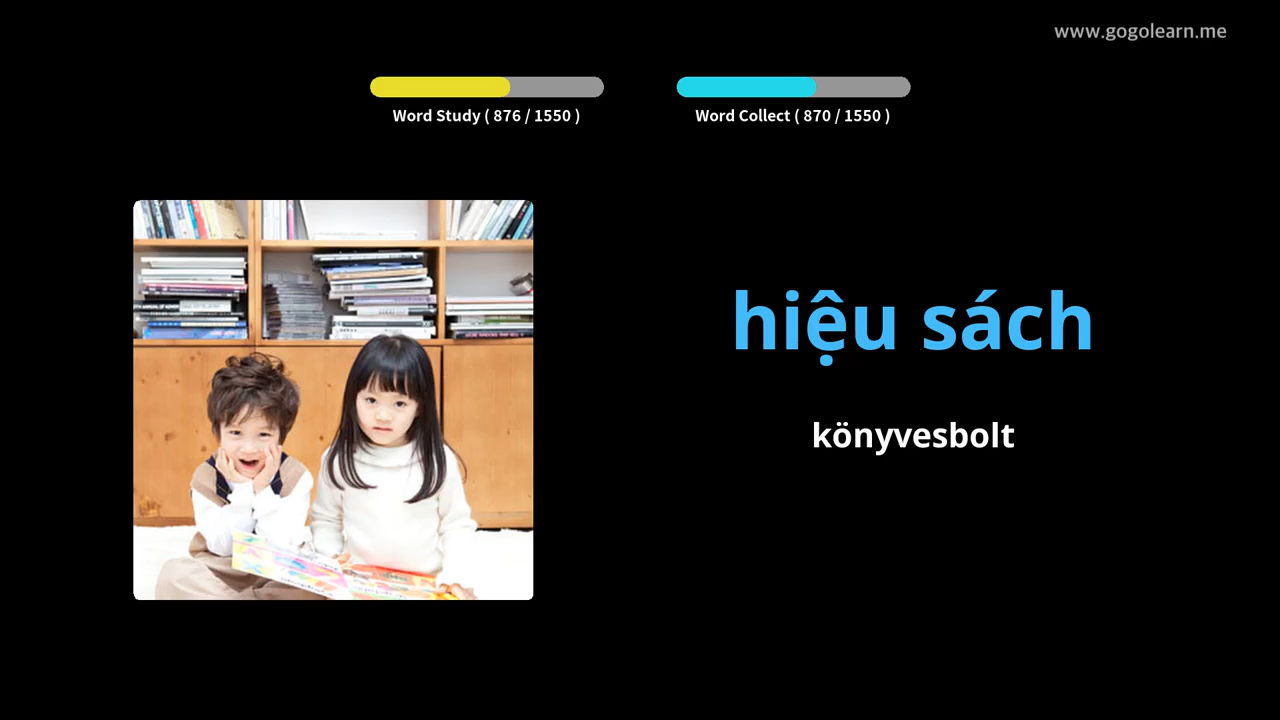 www.gogolearn.me
Word Study ( 876 / 1550 )
Word Collect ( 870 / 1550 )
hiệu sách
könyvesbolt